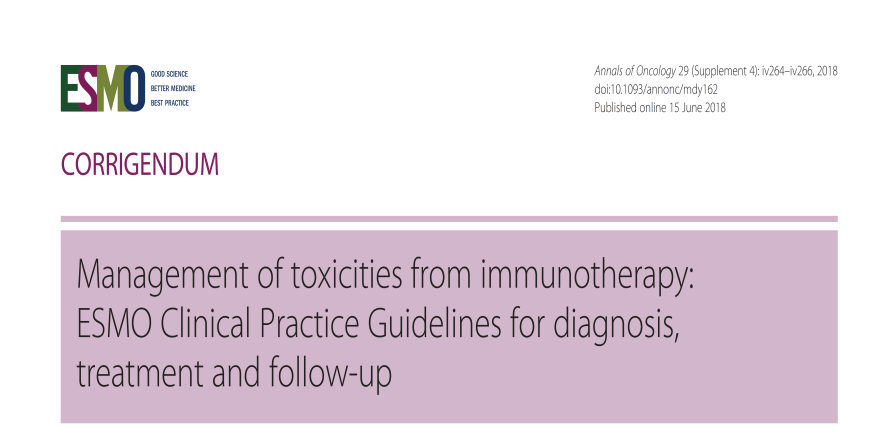 ESMO
GOOD SCIENCE
BETTER MEDICINE
BEST PRACTICE
Annals of Oncology 29 (Supplement 4): iv264–iv266, 2018
doi:10.1093/annonc/mdy162
Published online 15 June 2018
CORRIGENDUM
Management of toxicities from immunotherapy:
ESMO Clinical Practice Guidelines for diagnosis,
treatment and follow-up